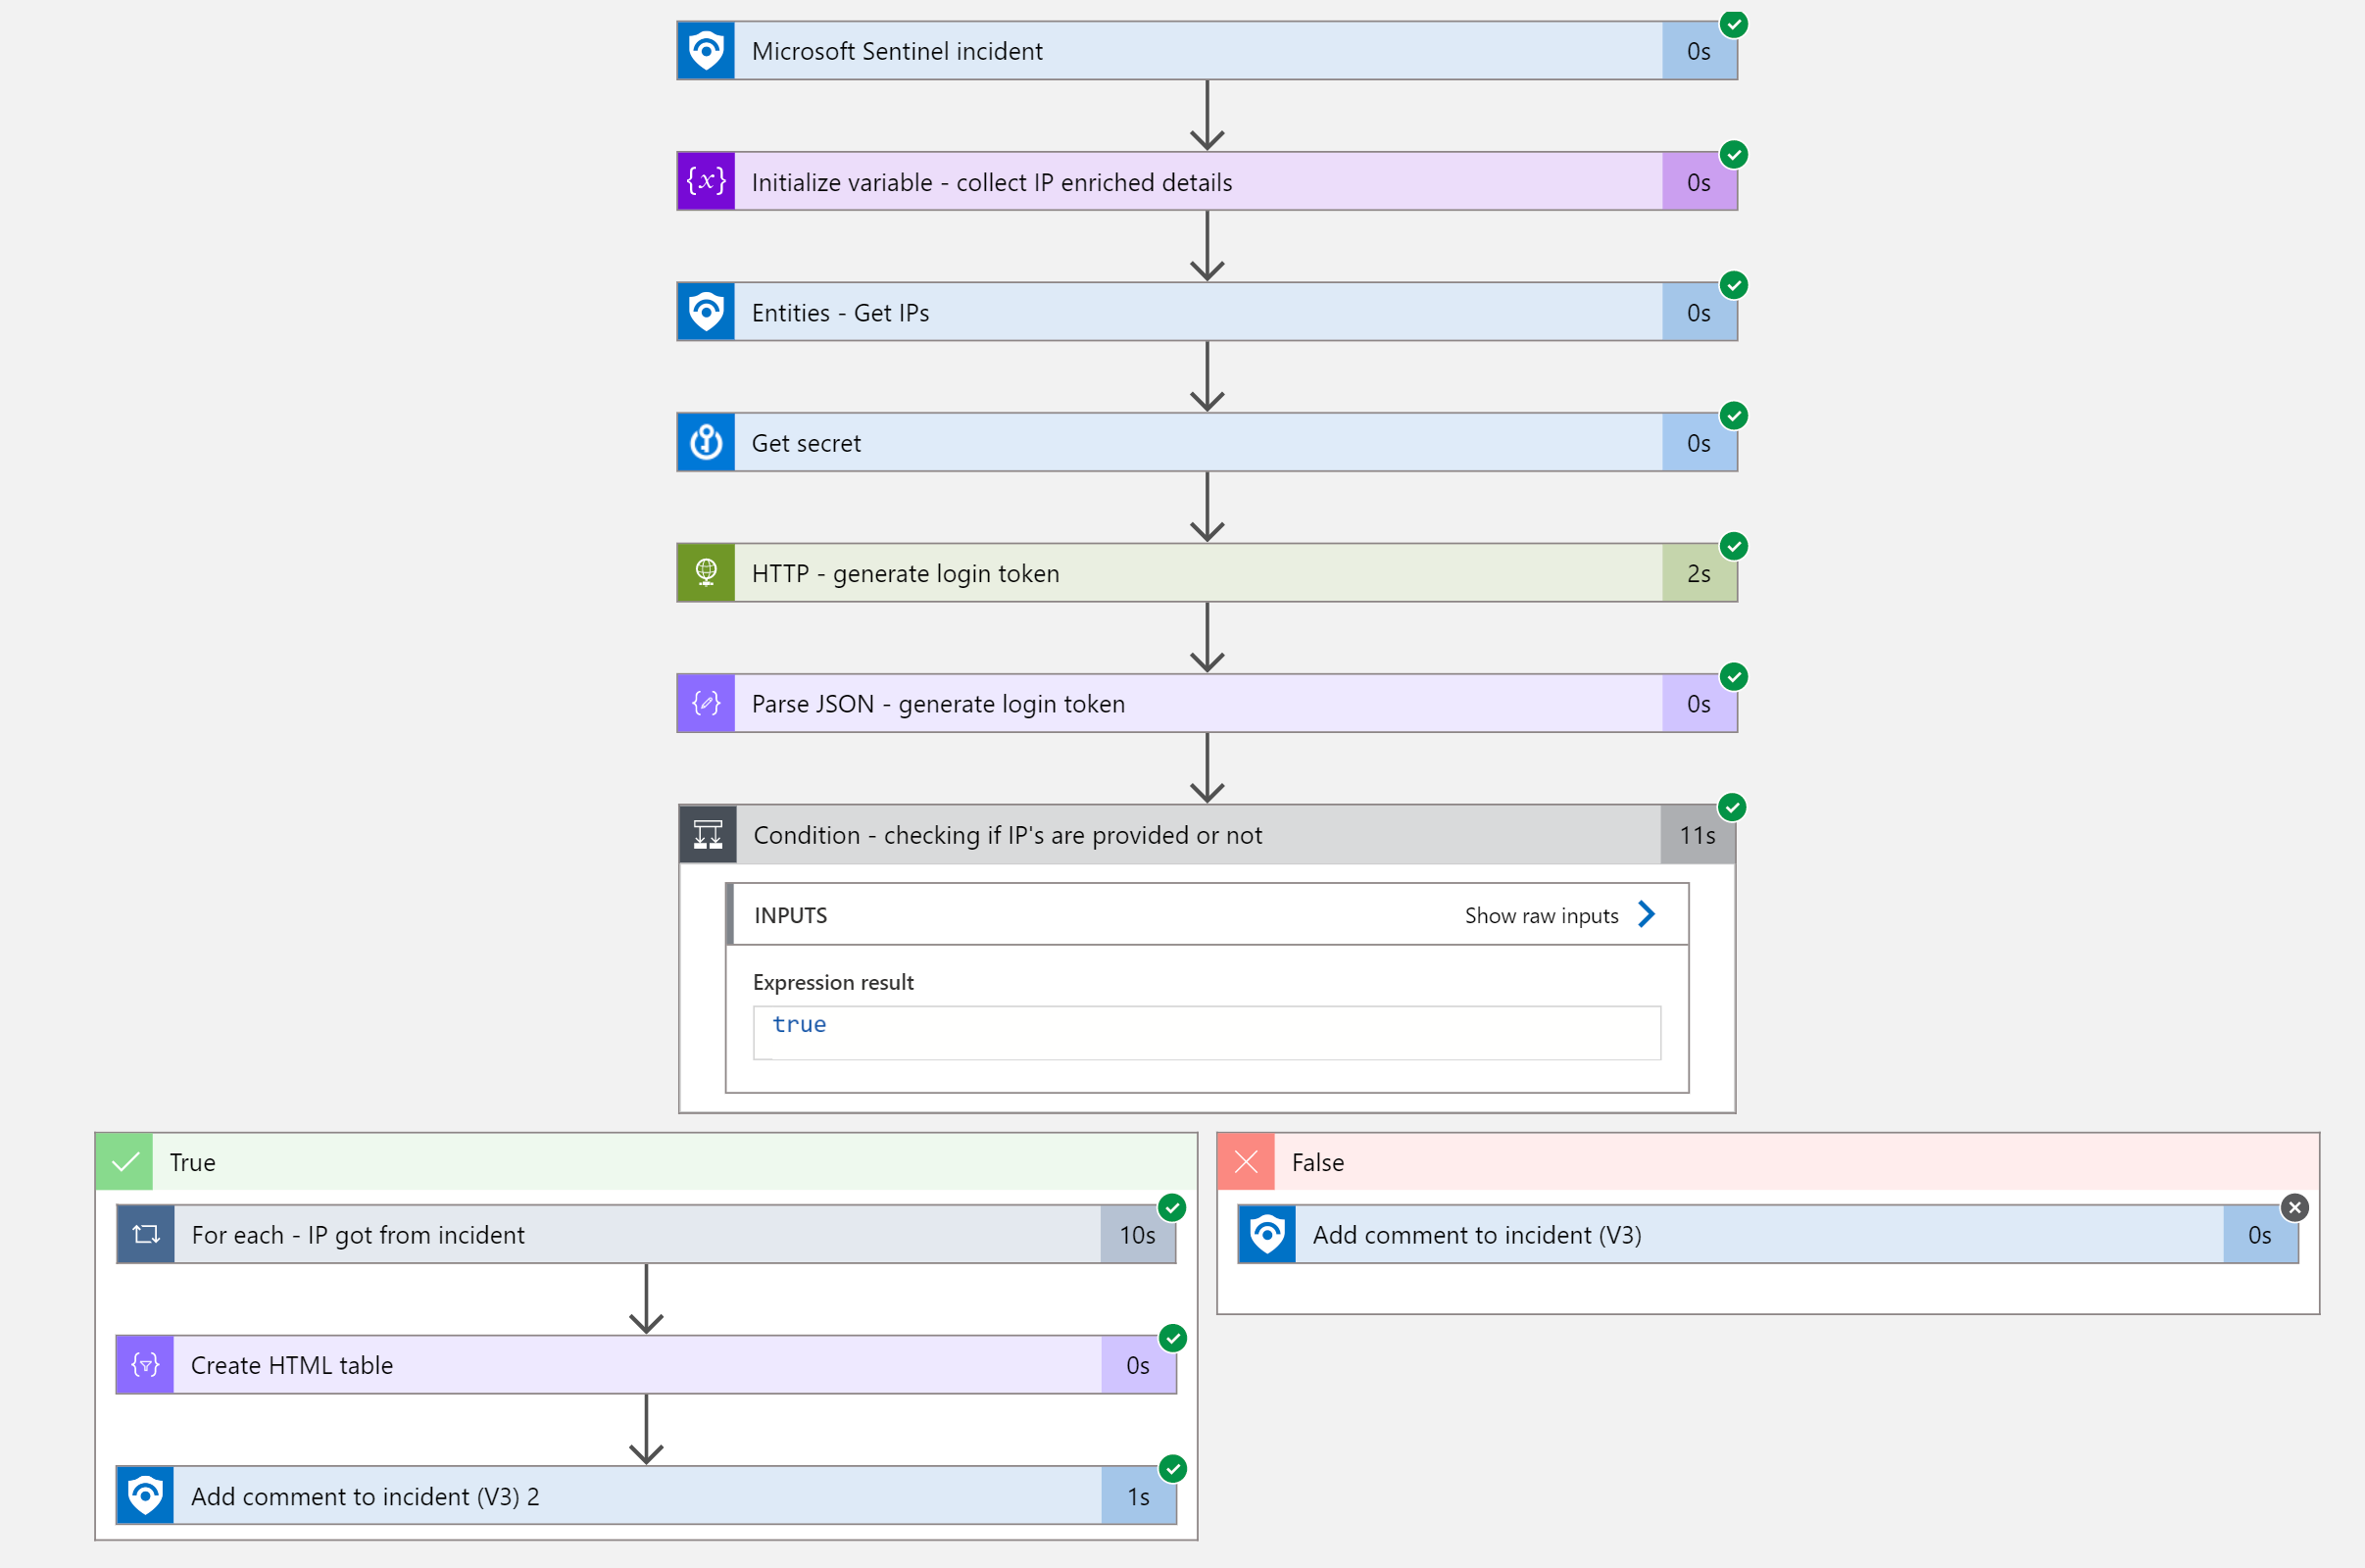 Microsoft Sentinel incident 0s
{x} Initialize variable - collect IP enriched details 0s
Entities - Get IPs 0s
Get secret 0s
HTTP - generate login token 2s
Parse JSON - generate login token 0s
Condition - checking if IP's are provided or not 11s
INPUTS Show raw inputs
Expression result
true
True
For each - IP got from incident 10s
Create HTML table 0s
Add comment to incident (V3) 2 1s
False
Add comment to incident (V3) 0s